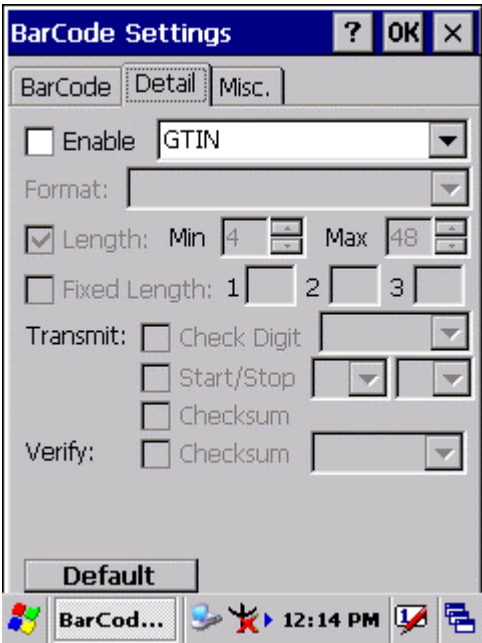 BarCode Settings ? OK ×
BarCode Detail Misc.
Enable GTIN
Format:
Length: Min 4 Max 48
Fixed Length: 1 2 3
Transmit: Check Digit
Start/Stop
Checksum
Verify: Checksum
Default
BarCod... 12:14 PM 1